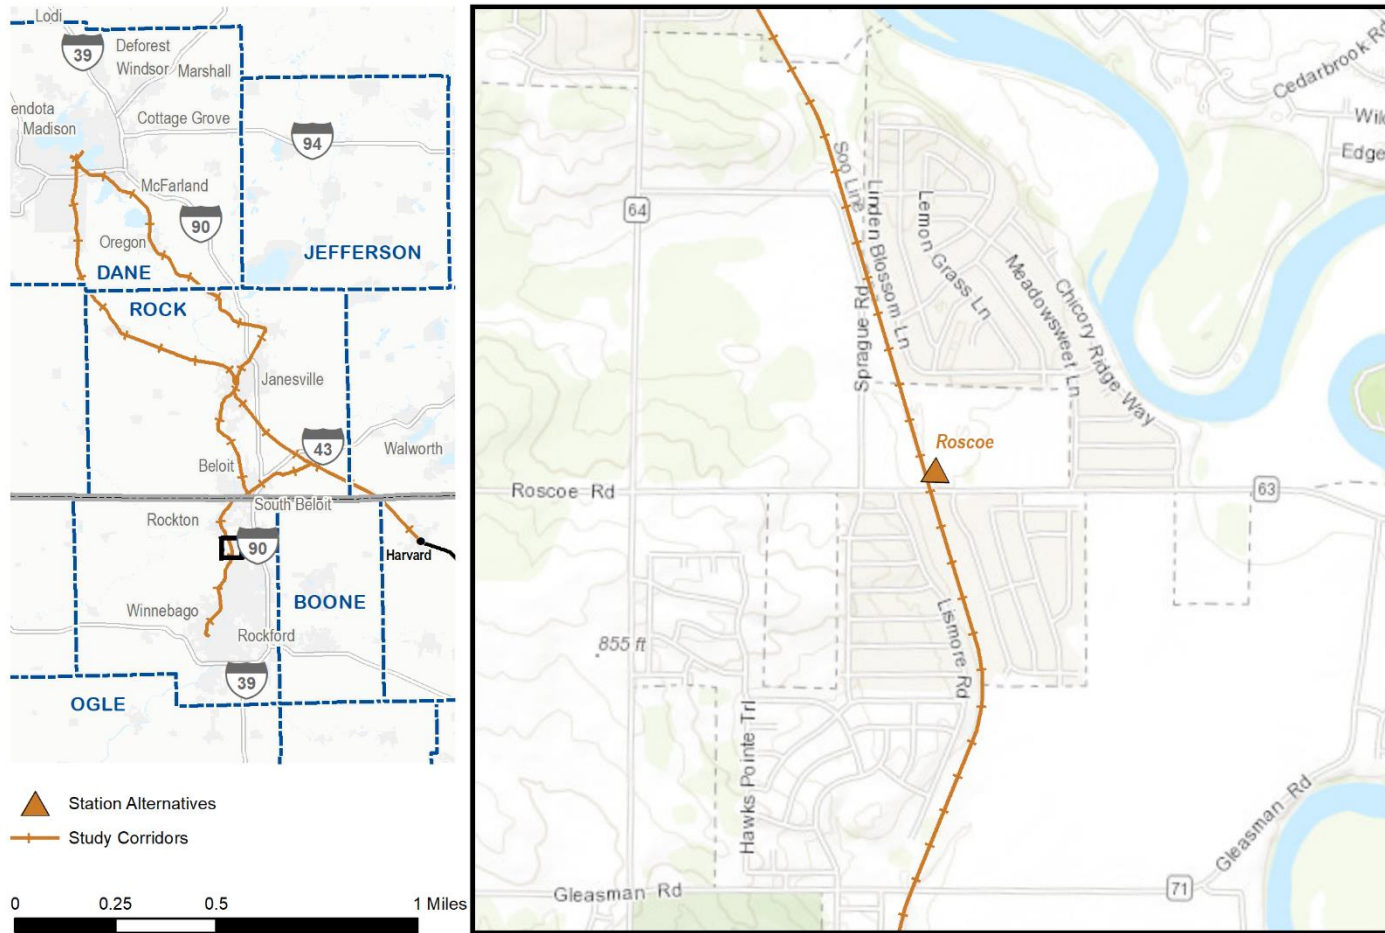 Lodi
39
Deforest
Windsor
Marshall
endota
Madison
Cottage Grove
94
McFarland
90
Oregon
JEFFERSON
DANE
ROCK
Janesville
43
Walworth
Beloit
South Beloit
Rockton
90
Harvard
BOONE
Winnebago
Rockford
39
OGLE
Station Alternatives
Study Corridors
0 0.25 0.5 1 Miles
Cedarbrook Rd
Wild
Edge
Soo Line
64
Linden Blossom Ln
Lemon Grass Ln
Meadowsweet Ln
Chicory Ridge Way
Sprague Rd
Roscoe
Roscoe Rd
63
Lismore Rd
855 ft
Hawks Pointe Trl
Gleasman Rd
Gleasman Rd
71